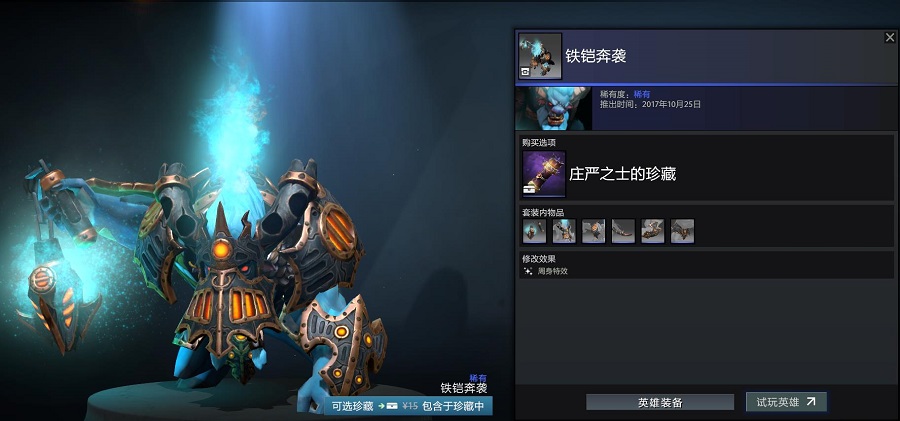 铁铠奔袭
稀有度：稀有
推出时间：2017年10月25日
购买选项
庄严之士的珍藏
套装内物品
修改效果
周身特效
稀有
铁铠奔袭
可选珍藏 ¥15 包含于珍藏中
英雄装备
试玩英雄